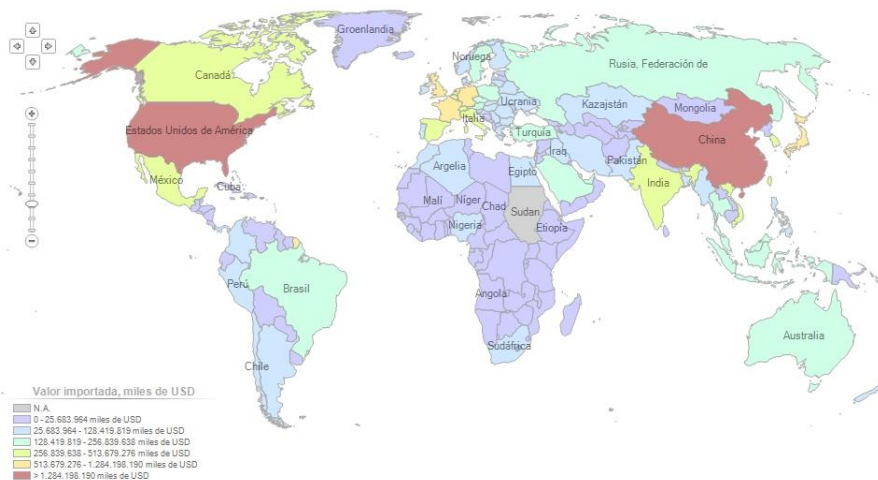 Groenlandia
Noruega
Canadá
Rusia, Federación de
Ucrania
Kazajstán
Mongolia
Italia
Estados Unidos de América
Turquía
China
Iraq
Pakistán
Argelia
Egipto
India
México
Cuba
Malí
Níger
Chad
Sudan
Nigeria
Etiopía
Perú
Brasil
Angola
Australia
Sudáfrica
Chile
Valor importada, miles de USD
N.A.
0 - 25.683.964 miles de USD
25.683.964 - 128.419.819 miles de USD
128.419.819 - 256.839.638 miles de USD
256.839.638 - 513.679.276 miles de USD
513.679.276 - 1.284.198.190 miles de USD
> 1.284.198.190 miles de USD